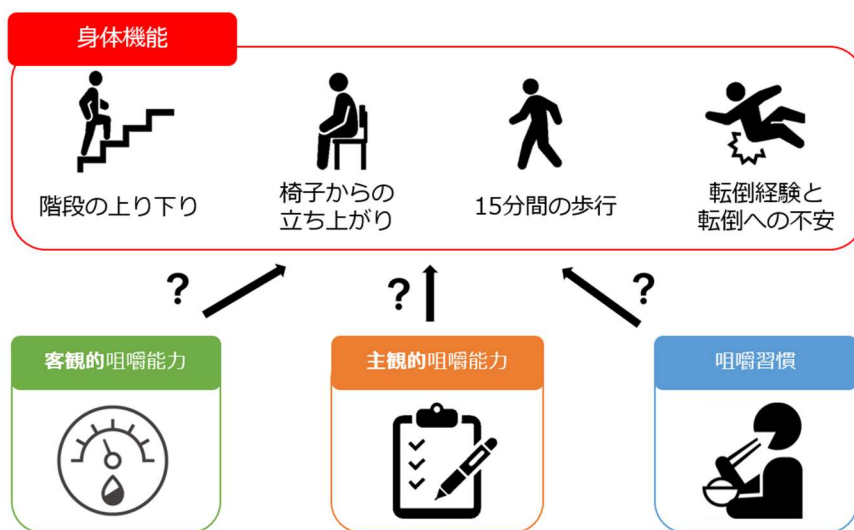 身体機能
階段の上り下り
椅子からの
立ち上がり
15分間の歩行
転倒経験と
転倒への不安
?
?
?
客観的咀嚼能力
主観的咀嚼能力
咀嚼習慣